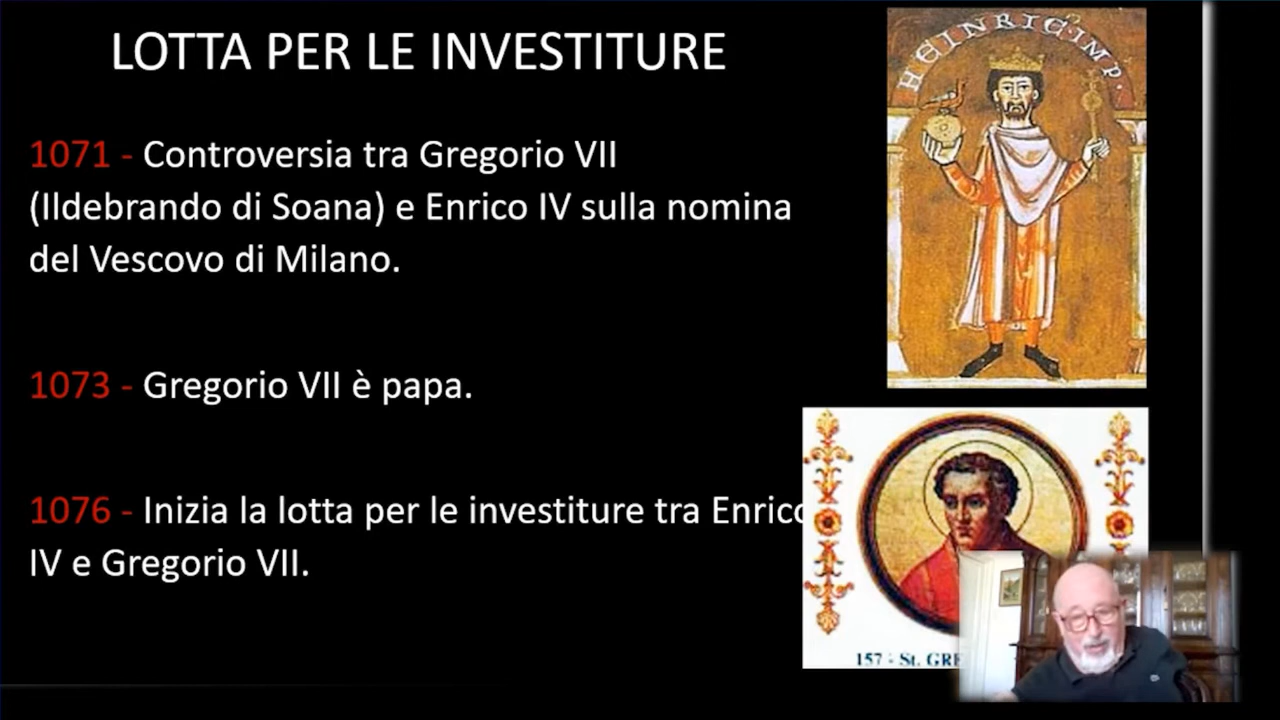 LOTTA PER LE INVESTITURE
HEINRIC IMP.
1071 - Controversia tra Gregorio VII
(Ildebrando di Soana) e Enrico IV sulla nomina
del Vescovo di Milano.
1073 - Gregorio VII è papa.
1076 - Inizia la lotta per le investiture tra Enrico
IV e Gregorio VII.
157 - St. GRE